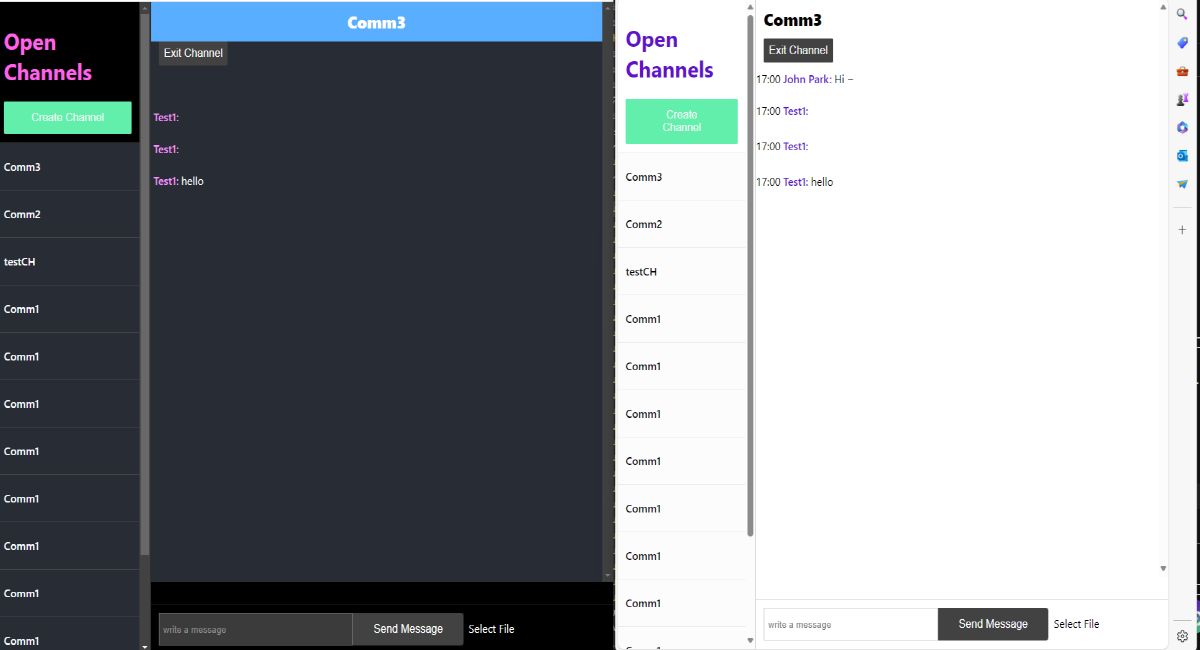 Open
Channels
Create Channel
Comm3
Comm2
testCH
Comm1
Comm1
Comm1
Comm1
Comm1
Comm1
Comm1
Comm1
Comm3
Exit Channel
Test1:
Test1:
Test1: hello
write a message
Send Message
Select File
Open
Channels
Create
Channel
Comm3
Comm2
testCH
Comm1
Comm1
Comm1
Comm1
Comm1
Comm1
Comm1
Comm3
Exit Channel
17:00 John Park: Hi ~
17:00 Test1:
17:00 Test1:
17:00 Test1: hello
write a message
Send Message
Select File